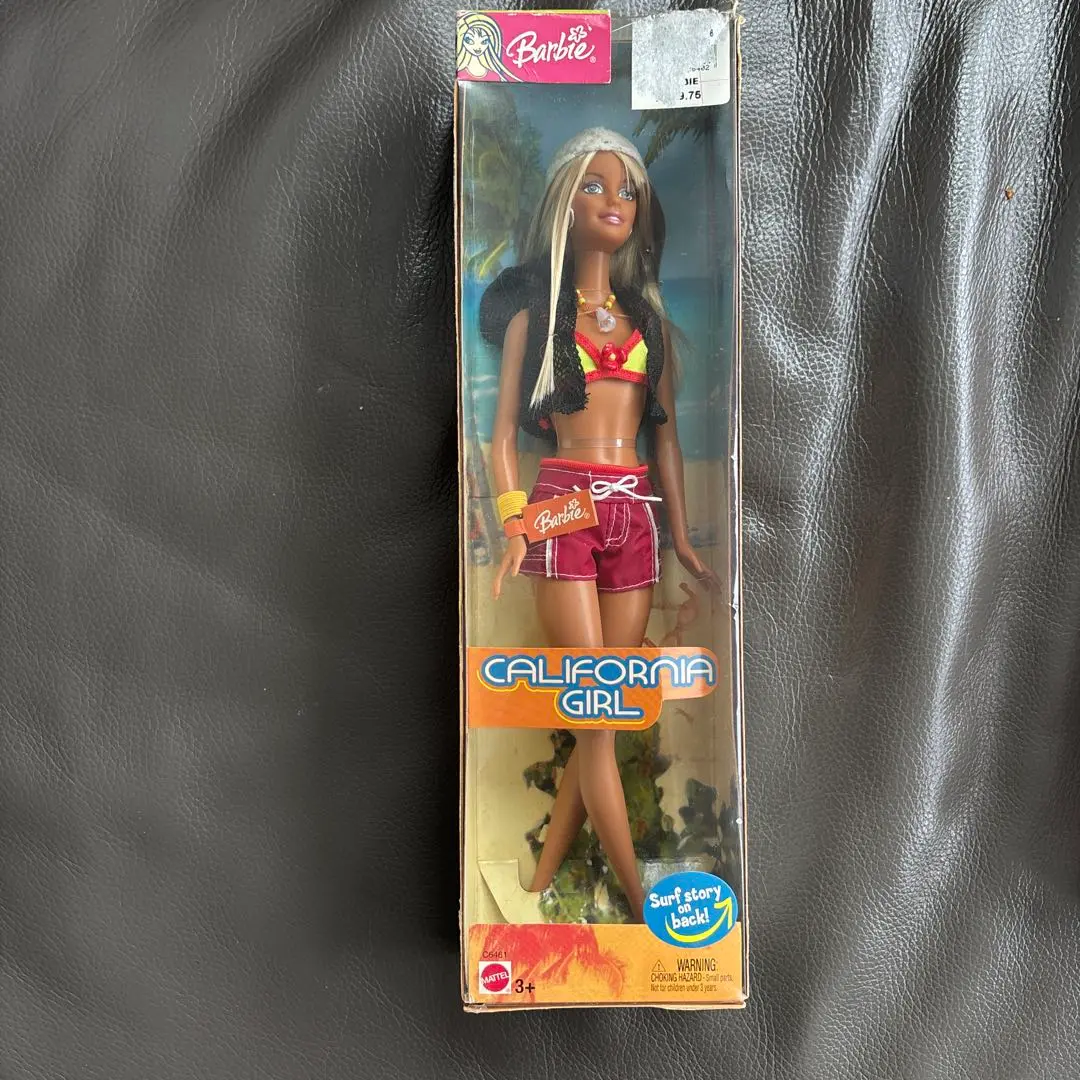 Barbie®
.75
Barbie®
CALIFORNIA
GIRL
Surf story
on
back!
C6461
MATTEL
3+
WARNING:
CHOKING HAZARD - Small parts.
Not for children under 3 years.